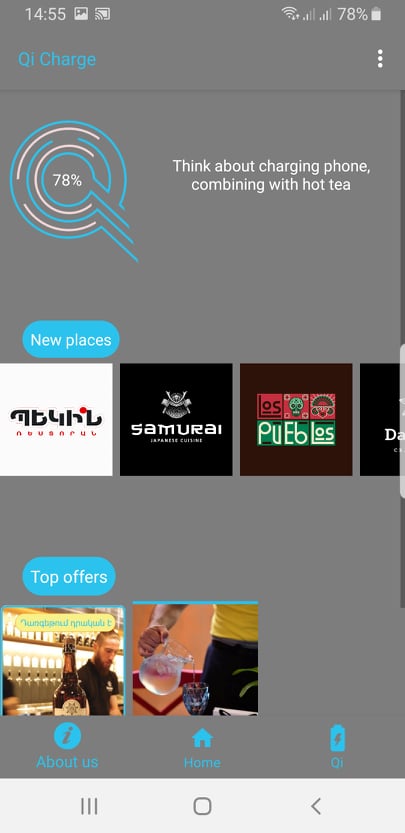 14:55
78%
Qi Charge
78%
Think about charging phone,
combining with hot tea
New places
ՊԵԿԻՆ
ՌԵՍՏՈՐԱՆ
SAMURAI
JAPANESE CUISINE
LOS
PUEBLOS
Da
Top offers
Դառգեթում դրական է
About us
Home
Qi